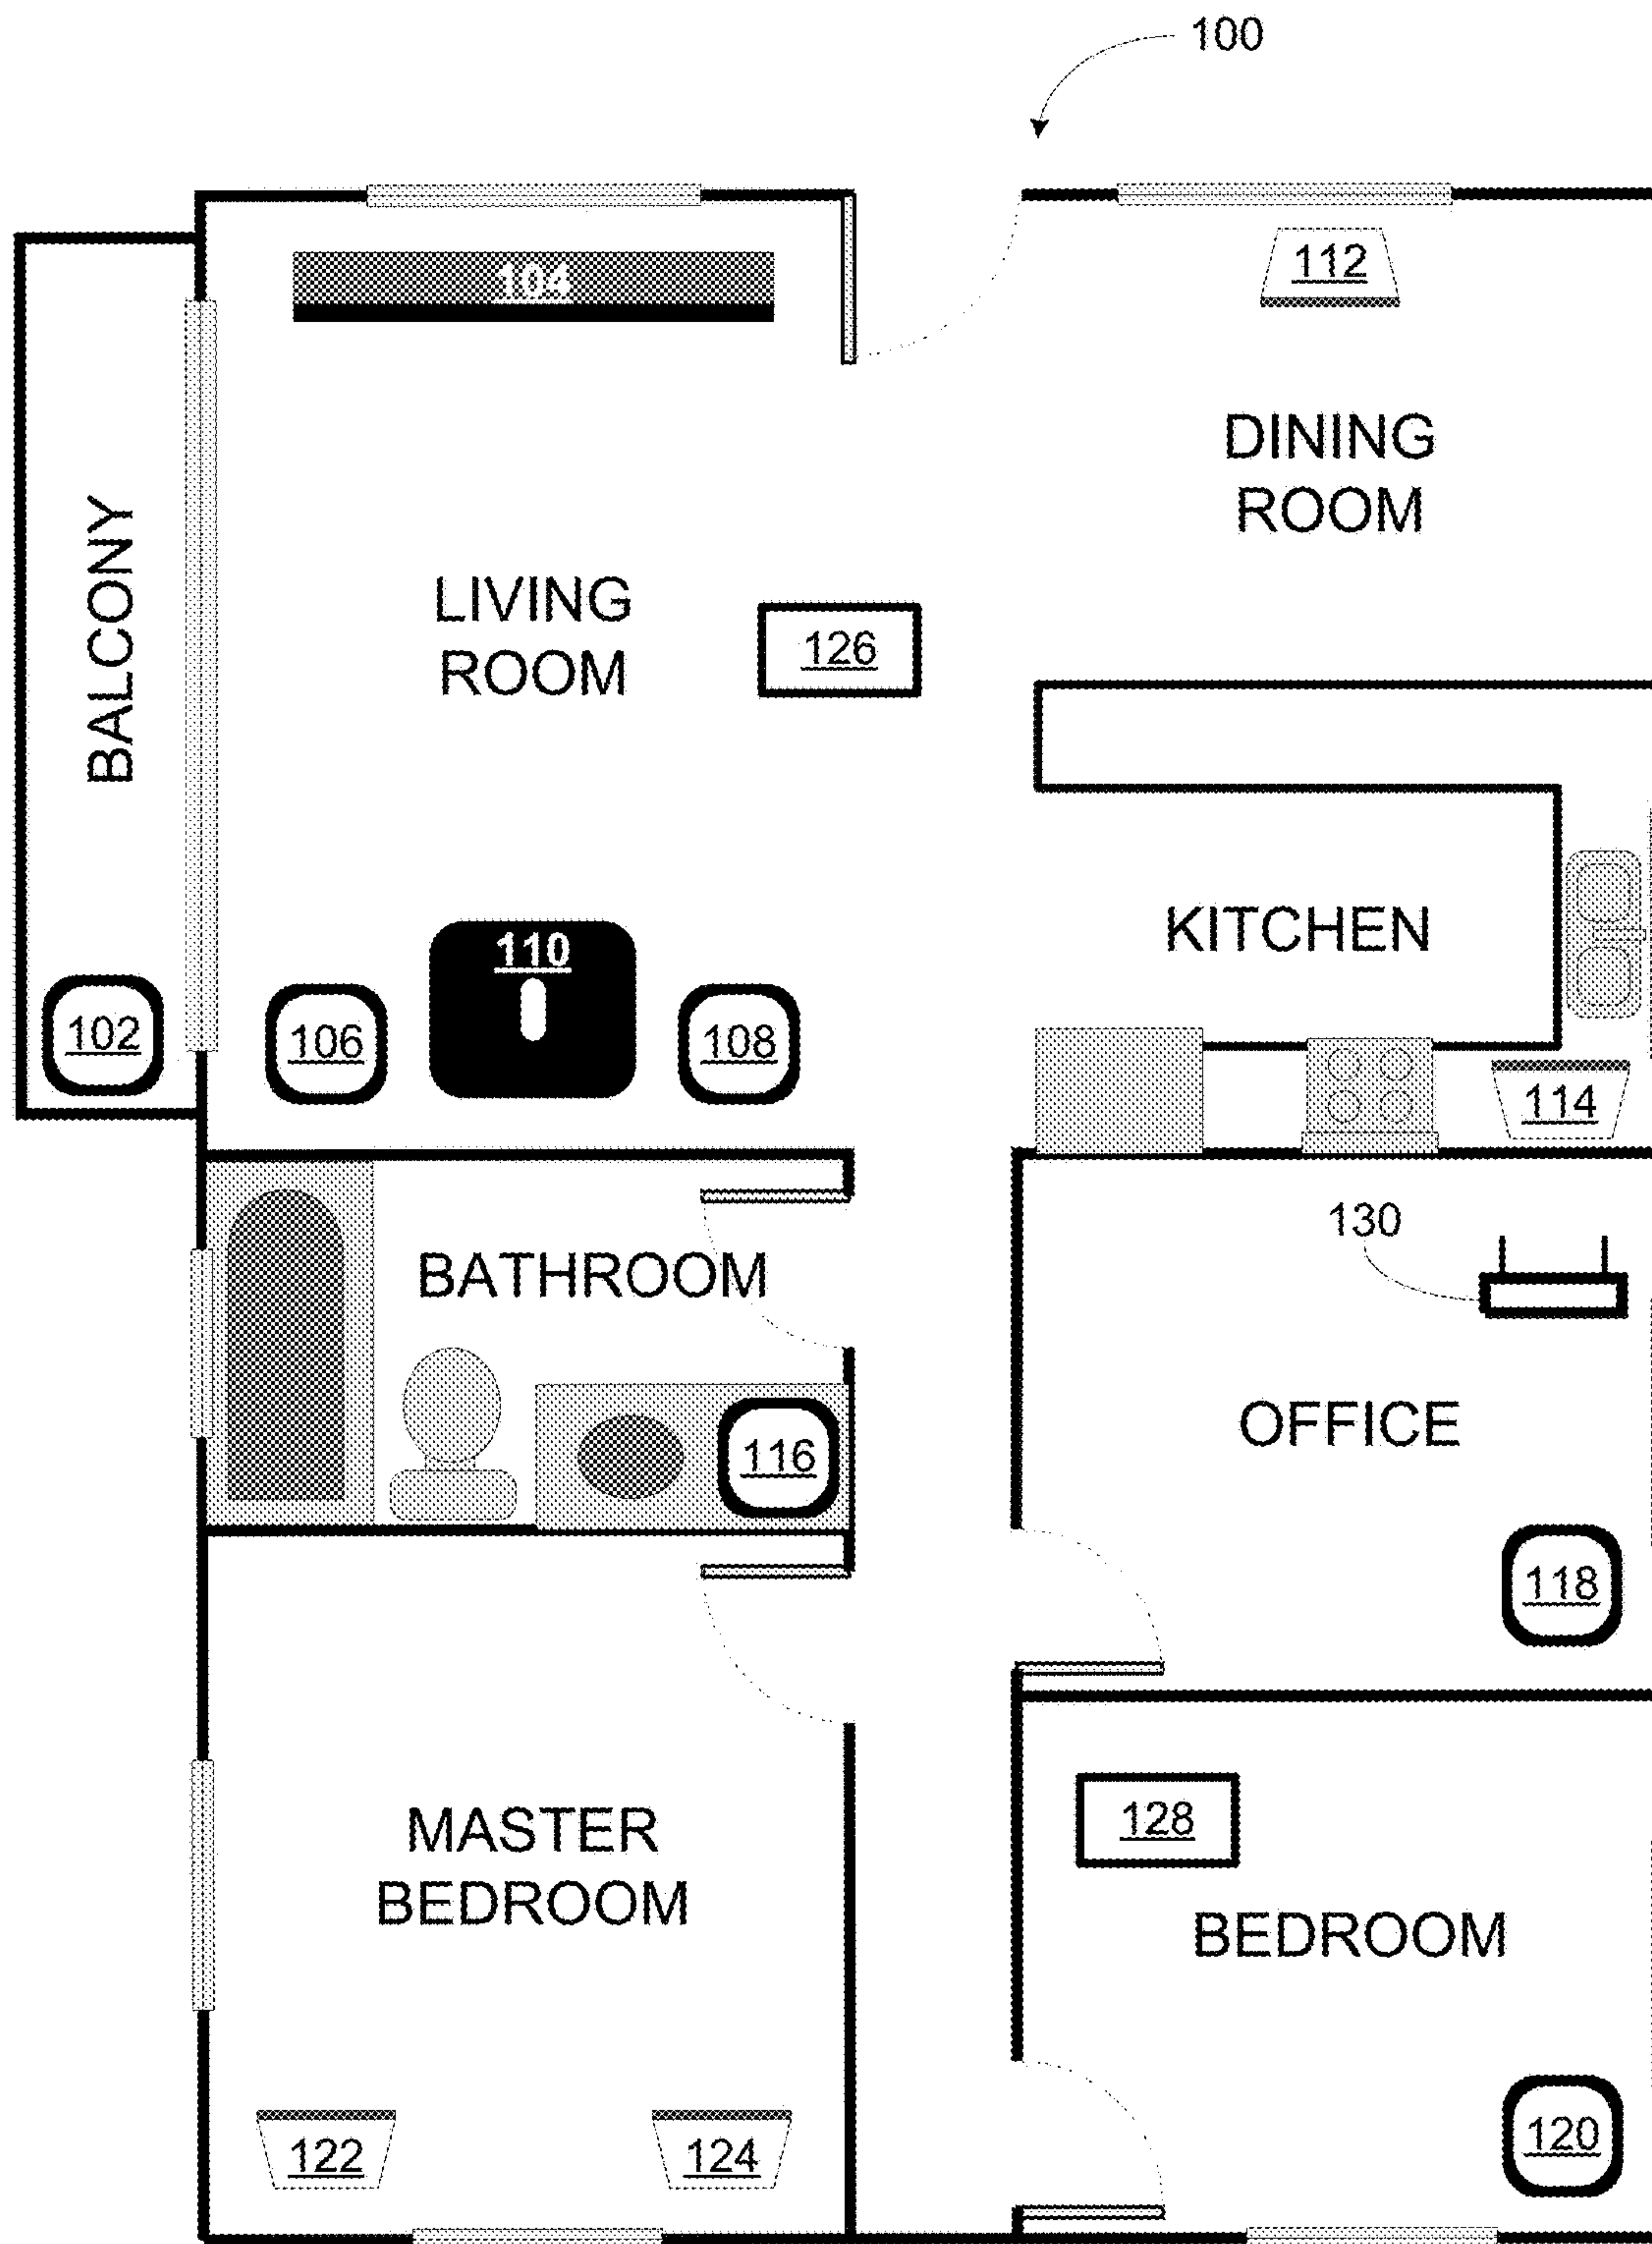 100
104
112
DINING
ROOM
BALCONY
LIVING
ROOM
126
KITCHEN
110
102
106
108
114
130
BATHROOM
OFFICE
116
118
128
MASTER
BEDROOM
BEDROOM
122
124
120